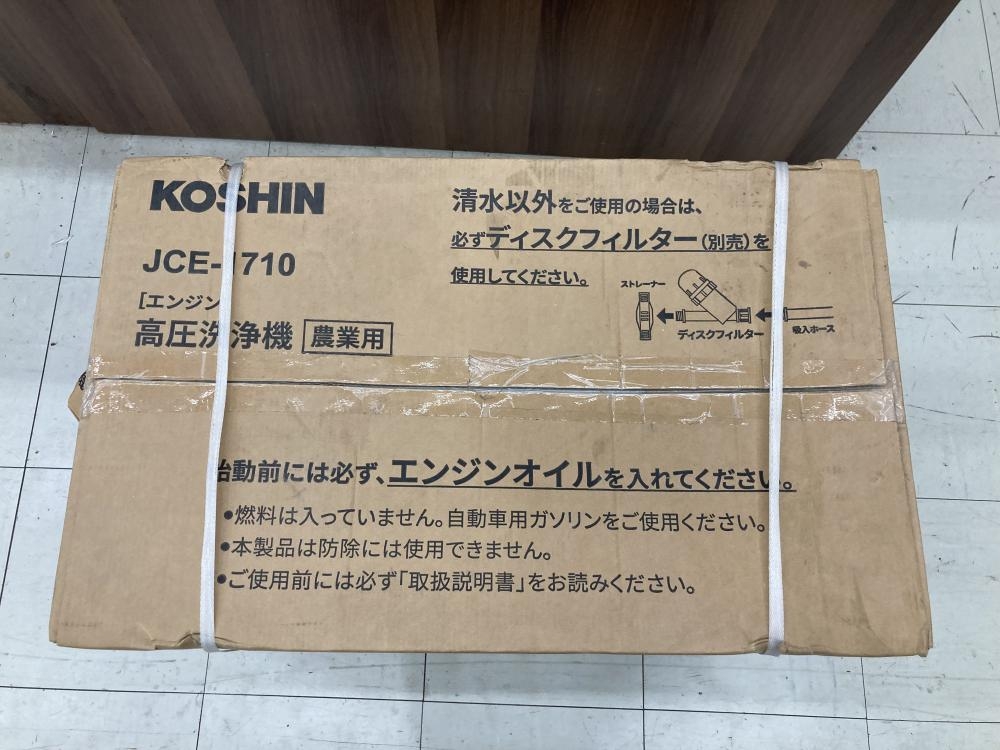 KOSHIN
JCE-1710
[エンジン
高圧洗浄機 農業用
清水以外をご使用の場合は、
必ずディスクフィルター(別売)を
使用してください。
ストレーナー
ディスクフィルター
吸入ホース
始動前には必ず、エンジンオイルを入れてください。
•燃料は入っていません。自動車用ガソリンをご使用ください。
•本製品は防除には使用できません。
•ご使用前には必ず「取扱説明書」をお読みください。